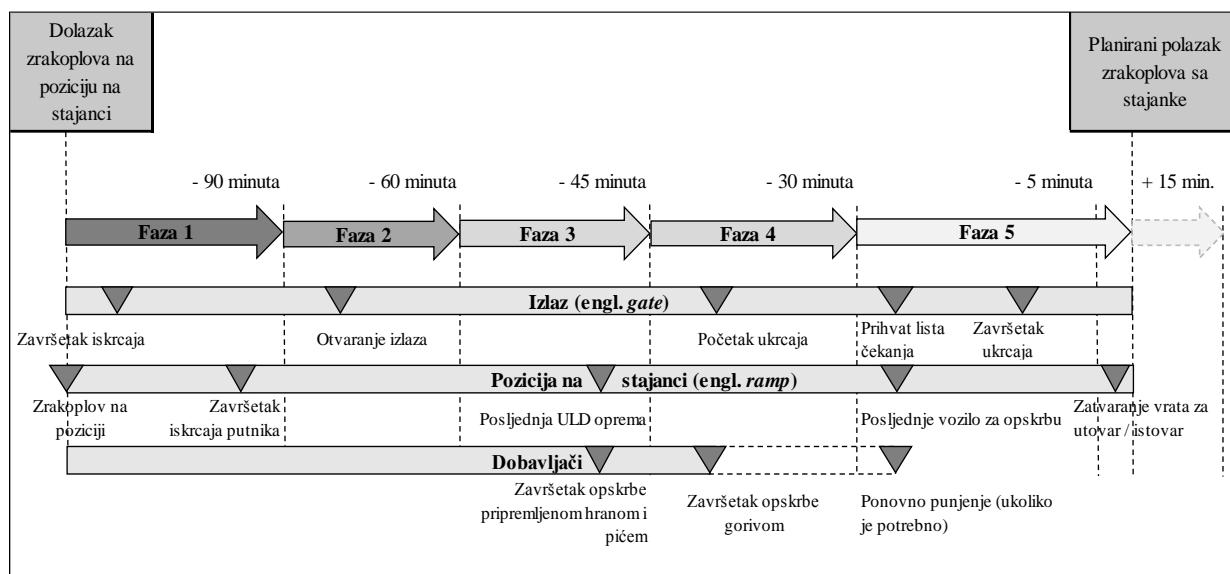 Dolazak
zrakoplova na
poziciju na
stajanci
Planirani polazak
zrakoplova sa
stajanke
- 90 minuta
- 60 minuta
- 45 minuta
- 30 minuta
- 5 minuta
+ 15 min.
Faza 1
Faza 2
Faza 3
Faza 4
Faza 5
Izlaz (engl. gate)
Završetak iskrcaja
Otvaranje izlaza
Početak ukrcaja
Prihvat lista
čekanja
Završetak
ukrcaja
Pozicija na stajanci (engl. ramp)
Zrakoplov na
poziciji
Završetak
iskrcaja putnika
Posljednja ULD oprema
Posljednje vozilo za opskrbu
Zatvaranje vrata za
utovar / istovar
Dobavljači
Završetak opskrbe
pripremljenom hranom i
pićem
Završetak opskrbe
gorivom
Ponovno punjenje (ukoliko
je potrebno)